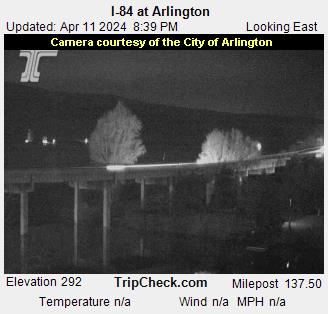 I-84 at Arlington
Updated: Apr 11 2024 8:39 PM Looking East
Camera courtesy of the City of Arlington
Elevation 292 TripCheck.com Milepost 137.50
Temperature n/a Wind n/a MPH n/a